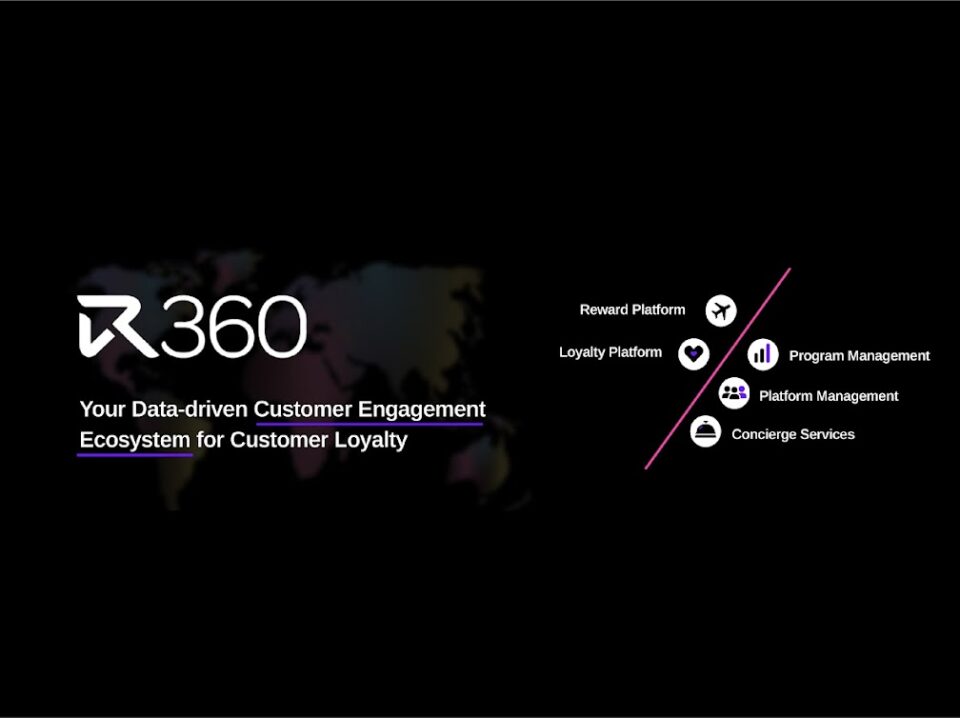 R360
Your Data-driven Customer Engagement
Ecosystem for Customer Loyalty
Reward Platform
Loyalty Platform
Program Management
Platform Management
Concierge Services